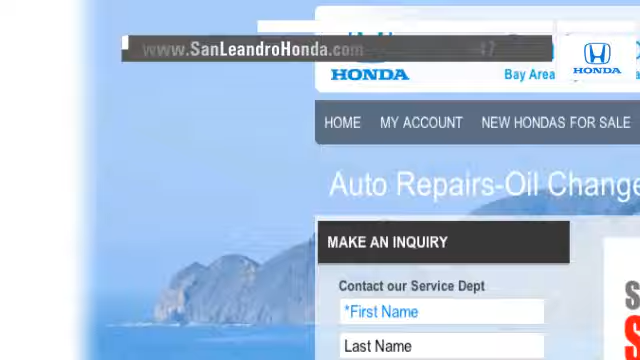 www.SanLeandroHonda.com
HONDA
HONDA
Bay Area
HOME MY ACCOUNT NEW HONDAS FOR SALE
Auto Repairs-Oil Change
MAKE AN INQUIRY
Contact our Service Dept
*First Name
Last Name